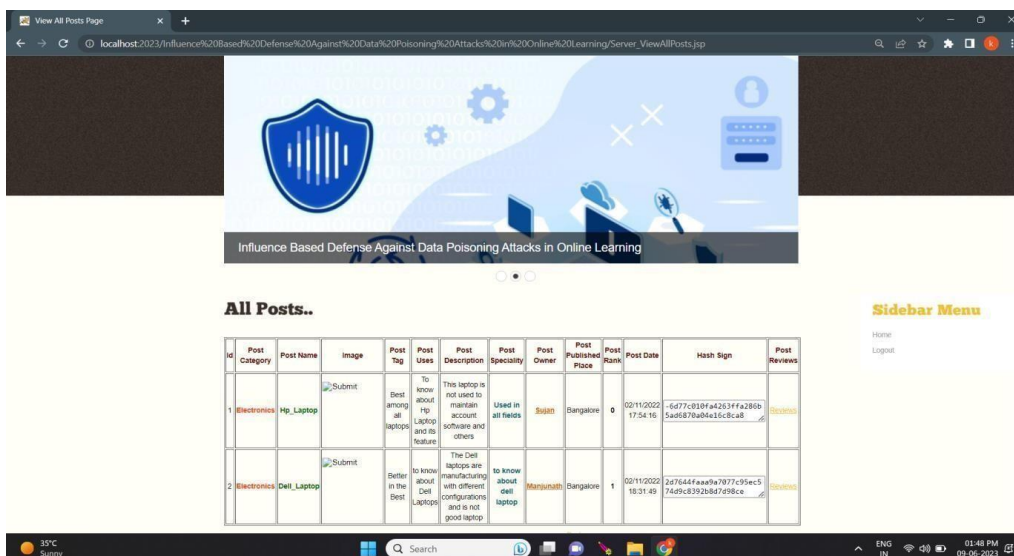 View All Posts Page
localhost:2023/Influence%20Based%20Defense%20Against%20Data%20Poisoning%20Attacks%20in%20Online%20Learning/Server_ViewAllPosts.jsp
k
Influence Based Defense Against Data Poisoning Attacks in Online Learning
All Posts..
Sidebar Menu
Home
Logout
Id Post Category Post Name Image Post Tag Post Uses Post Description Post Speciality Post Owner Post Published Place Post Rank Post Date Hash Sign Post Reviews
1 Electronics Hp_Laptop Submit Best among all laptops To know about Hp Laptop and its feature This laptop is not used to maintain account software and others Used in all fields Sujan Bangalore 0 02/11/2022 17:54:16 -6d77c010fa4263ffa286b5ad6870a04e16c8ca8 Reviews
2 Electronics Dell_Laptop Submit Better in the Best to know about Dell Laptops The Dell laptops are manufacturing with different configurations and is not good laptop to know about dell laptop Manjunath Bangalore 1 02/11/2022 18:31:49 2d7644faaa9a7077c95ec574d9c8392b8d7d98ce Reviews
35°C
Sunny
Search
ENG
IN
01:48 PM
09-06-2023